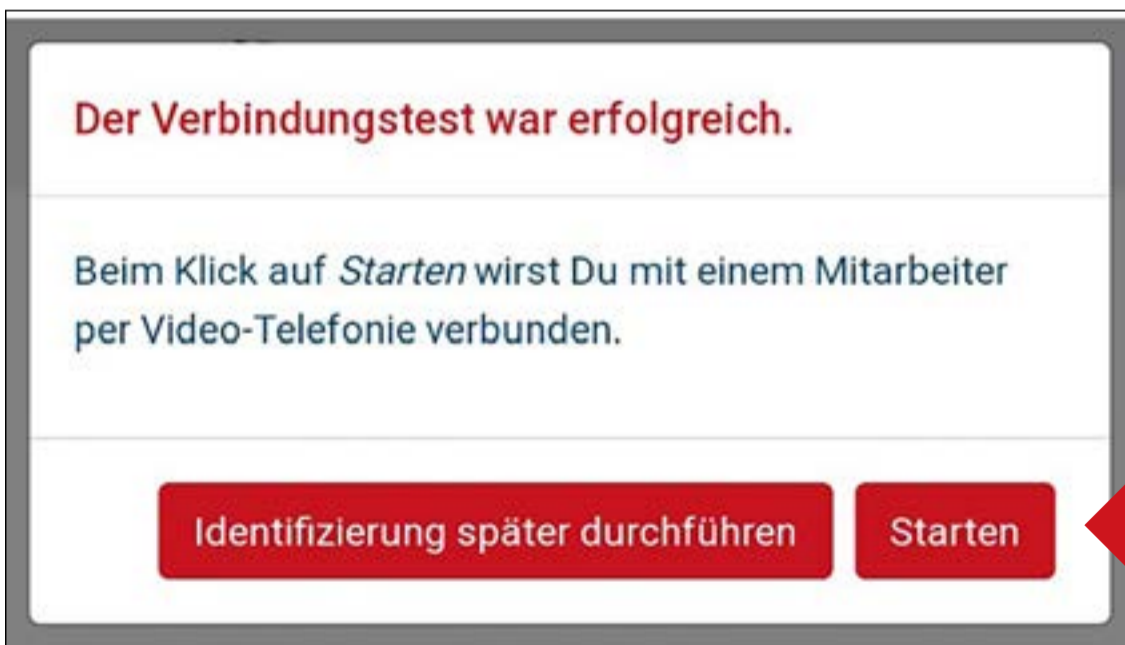 Der Verbindungstest war erfolgreich.
Beim Klick auf Starten wirst Du mit einem Mitarbeiter
per Video-Telefonie verbunden.
Identifizierung später durchführen
Starten